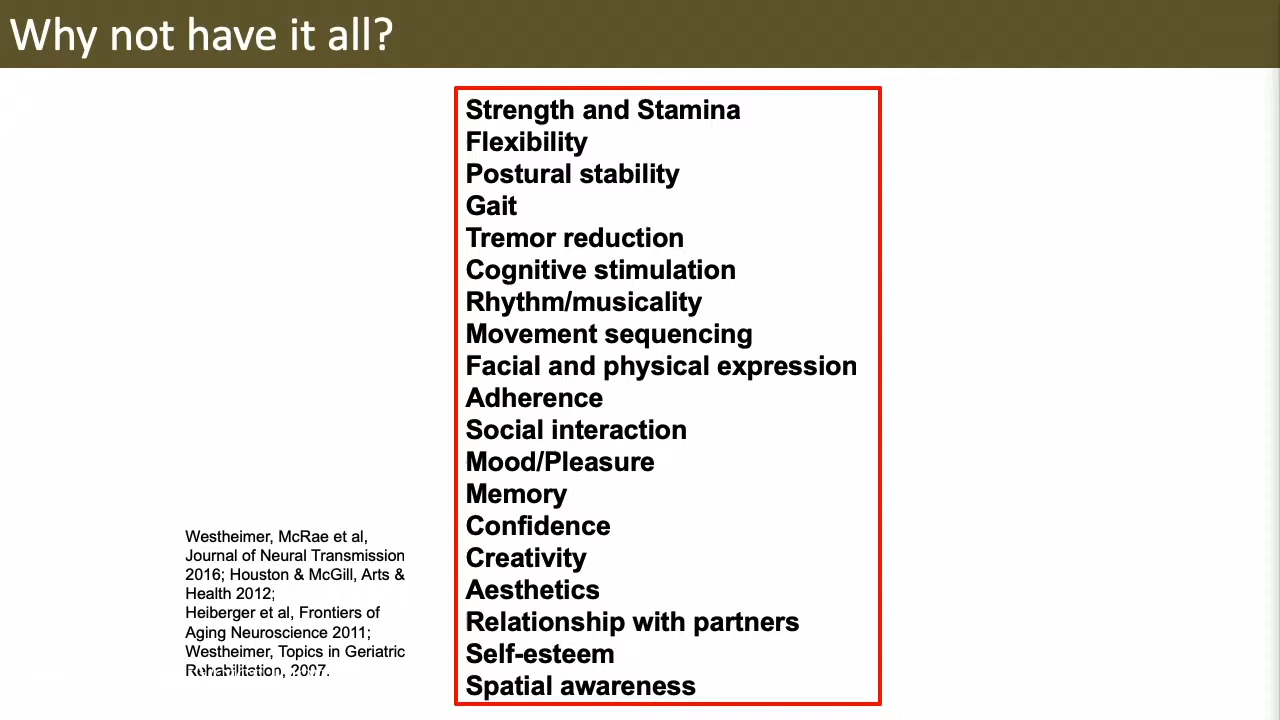 Why not have it all?
Strength and Stamina
Flexibility
Postural stability
Gait
Tremor reduction
Cognitive stimulation
Rhythm/musicality
Movement sequencing
Facial and physical expression
Adherence
Social interaction
Mood/Pleasure
Memory
Confidence
Creativity
Aesthetics
Relationship with partners
Self-esteem
Spatial awareness
Westheimer, McRae et al,
Journal of Neural Transmission
2016; Houston & McGill, Arts &
Health 2012;
Heiberger et al, Frontiers of
Aging Neuroscience 2011;
Westheimer, Topics in Geriatric
Rehabilitation, 2007.